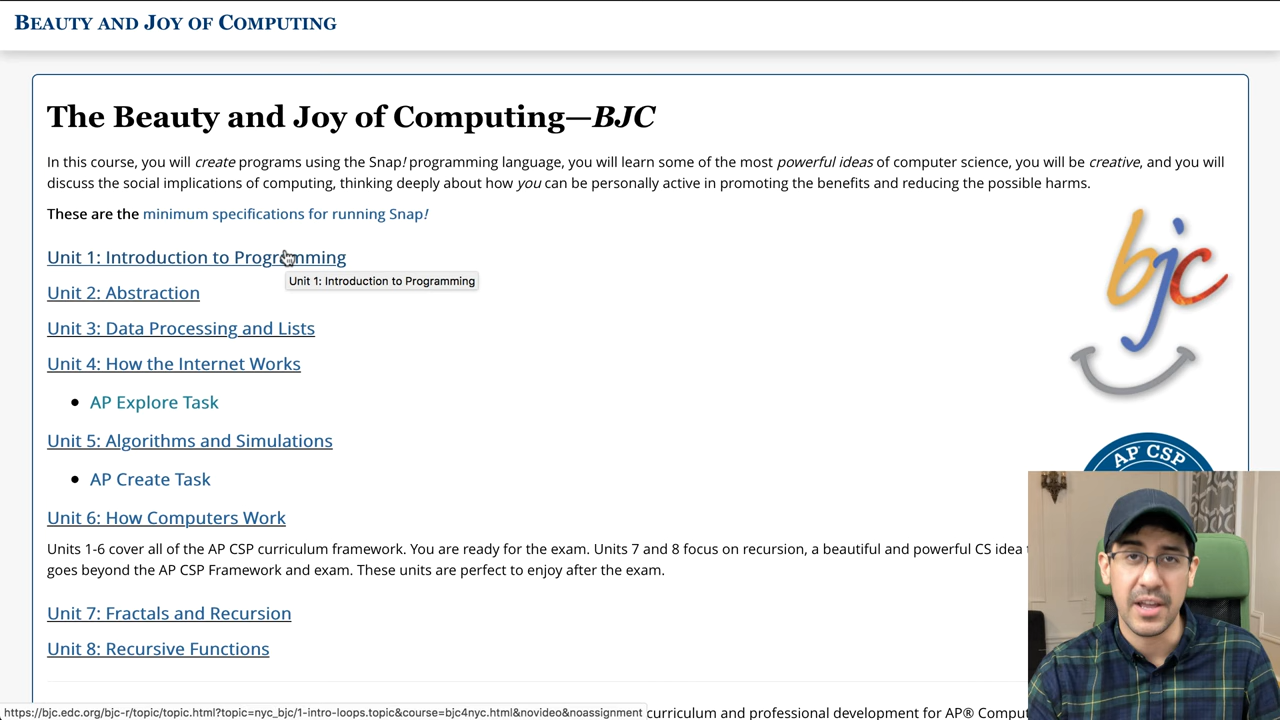 BEAUTY AND JOY OF COMPUTING
The Beauty and Joy of Computing—BJC
In this course, you will create programs using the Snap! programming language, you will learn some of the most powerful ideas of computer science, you will be creative, and you will
discuss the social implications of computing, thinking deeply about how you can be personally active in promoting the benefits and reducing the possible harms.
These are the minimum specifications for running Snap!
Unit 1: Introduction to Programming
Unit 1: Introduction to Programming
Unit 2: Abstraction
bjc
Unit 3: Data Processing and Lists
Unit 4: How the Internet Works
• AP Explore Task
Unit 5: Algorithms and Simulations
AP CSP
• AP Create Task
Unit 6: How Computers Work
Units 1-6 cover all of the AP CSP curriculum framework. You are ready for the exam. Units 7 and 8 focus on recursion, a beautiful and powerful CS idea
goes beyond the AP CSP Framework and exam. These units are perfect to enjoy after the exam.
Unit 7: Fractals and Recursion
Unit 8: Recursive Functions
https://bjc.edc.org/bjc-r/topic/topic.html?topic=nyc_bjc/1-intro-loops.topic&course=bjc4nyc.html&novideo&noassignment curriculum and professional development for AP®